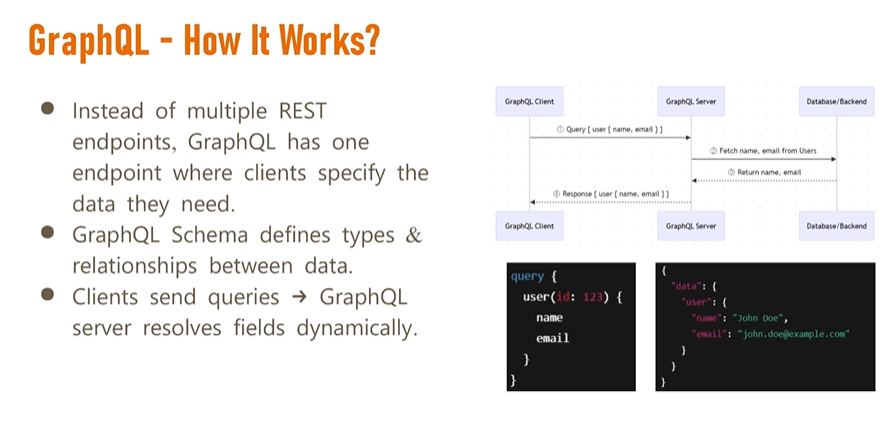 GraphQL - How It Works?
● Instead of multiple REST
endpoints, GraphQL has one
endpoint where clients specify the
data they need.
● GraphQL Schema defines types &
relationships between data.
● Clients send queries → GraphQL
server resolves fields dynamically.
GraphQL Client GraphQL Server Database/Backend
① Query { user { name, email } }
② Fetch name, email from Users
③ Return name, email
④ Response { user { name, email } }
GraphQL Client GraphQL Server Database/Backend
query {
user(id: 123) {
name
email
}
}
{
"data": {
"user": {
"name": "John Doe",
"email": "john.doe@example.com"
}
}
}